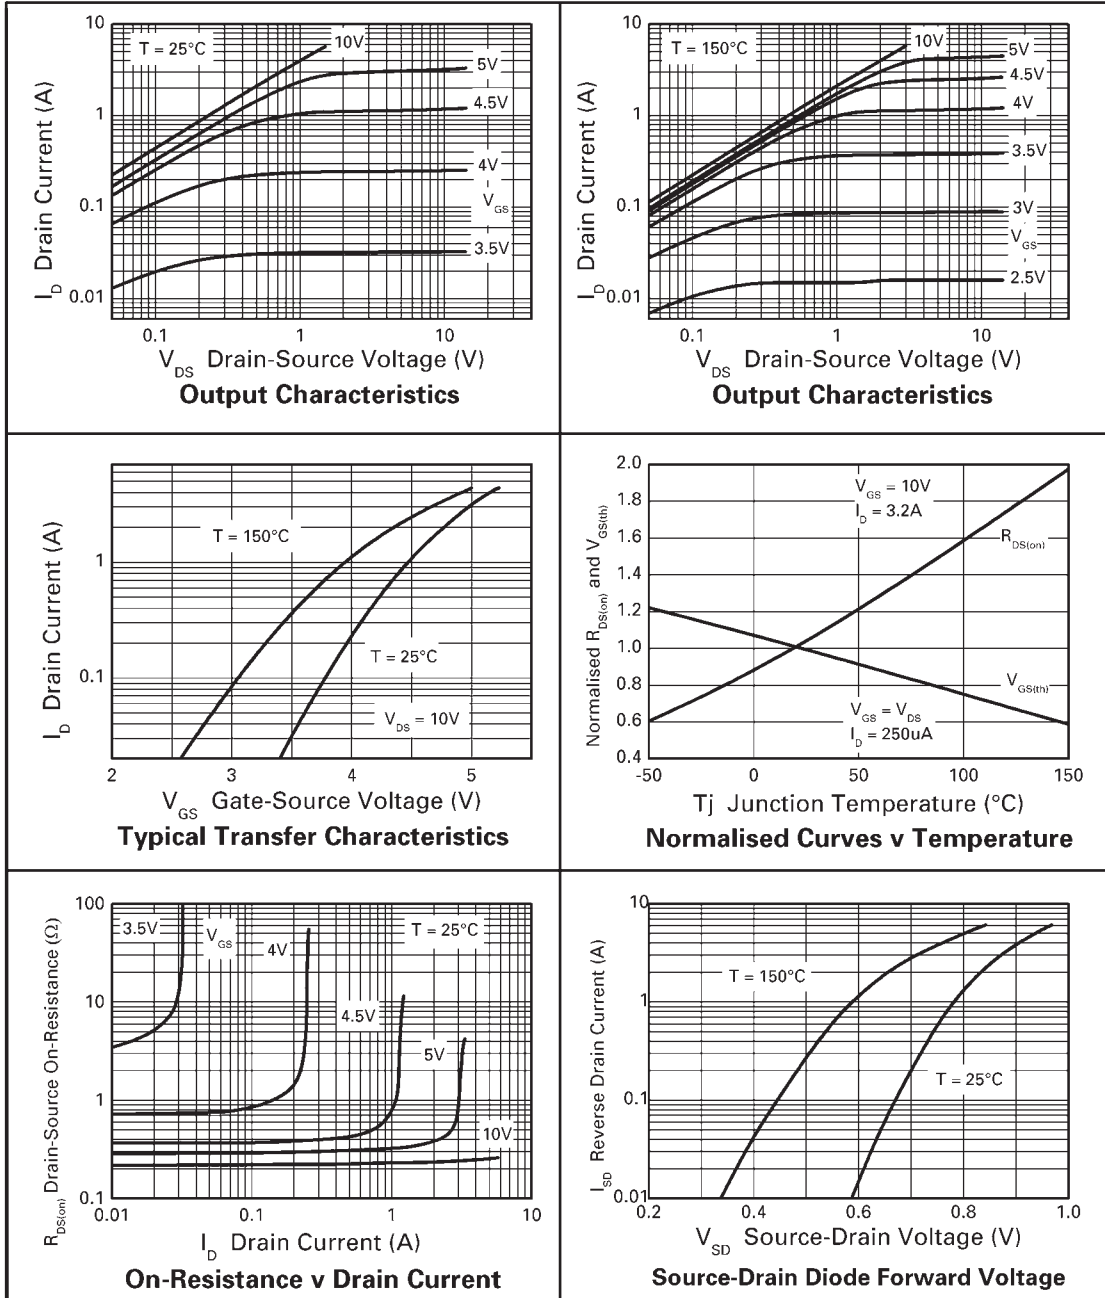 10
1
0.1
0.01
T = 25°C
10V
5V
4.5V
4V
V_GS
3.5V
0.1
1
10
I_D Drain Current (A)
V_DS Drain-Source Voltage (V)
Output Characteristics
10
1
0.1
0.01
T = 150°C
10V
5V
4.5V
4V
3.5V
3V
V_GS
2.5V
0.1
1
10
I_D Drain Current (A)
V_DS Drain-Source Voltage (V)
Output Characteristics
1
0.1
T = 150°C
T = 25°C
V_DS = 10V
2
3
4
5
I_D Drain Current (A)
V_GS Gate-Source Voltage (V)
Typical Transfer Characteristics
2.0
1.8
1.6
1.4
1.2
1.0
0.8
0.6
0.4
V_GS = 10V
I_D = 3.2A
R_DS(on)
V_GS(th)
V_GS = V_DS
I_D = 250uA
-50
0
50
100
150
Normalised R_DS(on) and V_GS(th)
Tj Junction Temperature (°C)
Normalised Curves v Temperature
100
10
1
0.1
3.5V
V_GS
4V
T = 25°C
4.5V
5V
10V
0.01
0.1
1
10
R_DS(on) Drain-Source On-Resistance (Ω)
I_D Drain Current (A)
On-Resistance v Drain Current
10
1
0.1
0.01
T = 150°C
T = 25°C
0.2
0.4
0.6
0.8
1.0
I_SD Reverse Drain Current (A)
V_SD Source-Drain Voltage (V)
Source-Drain Diode Forward Voltage